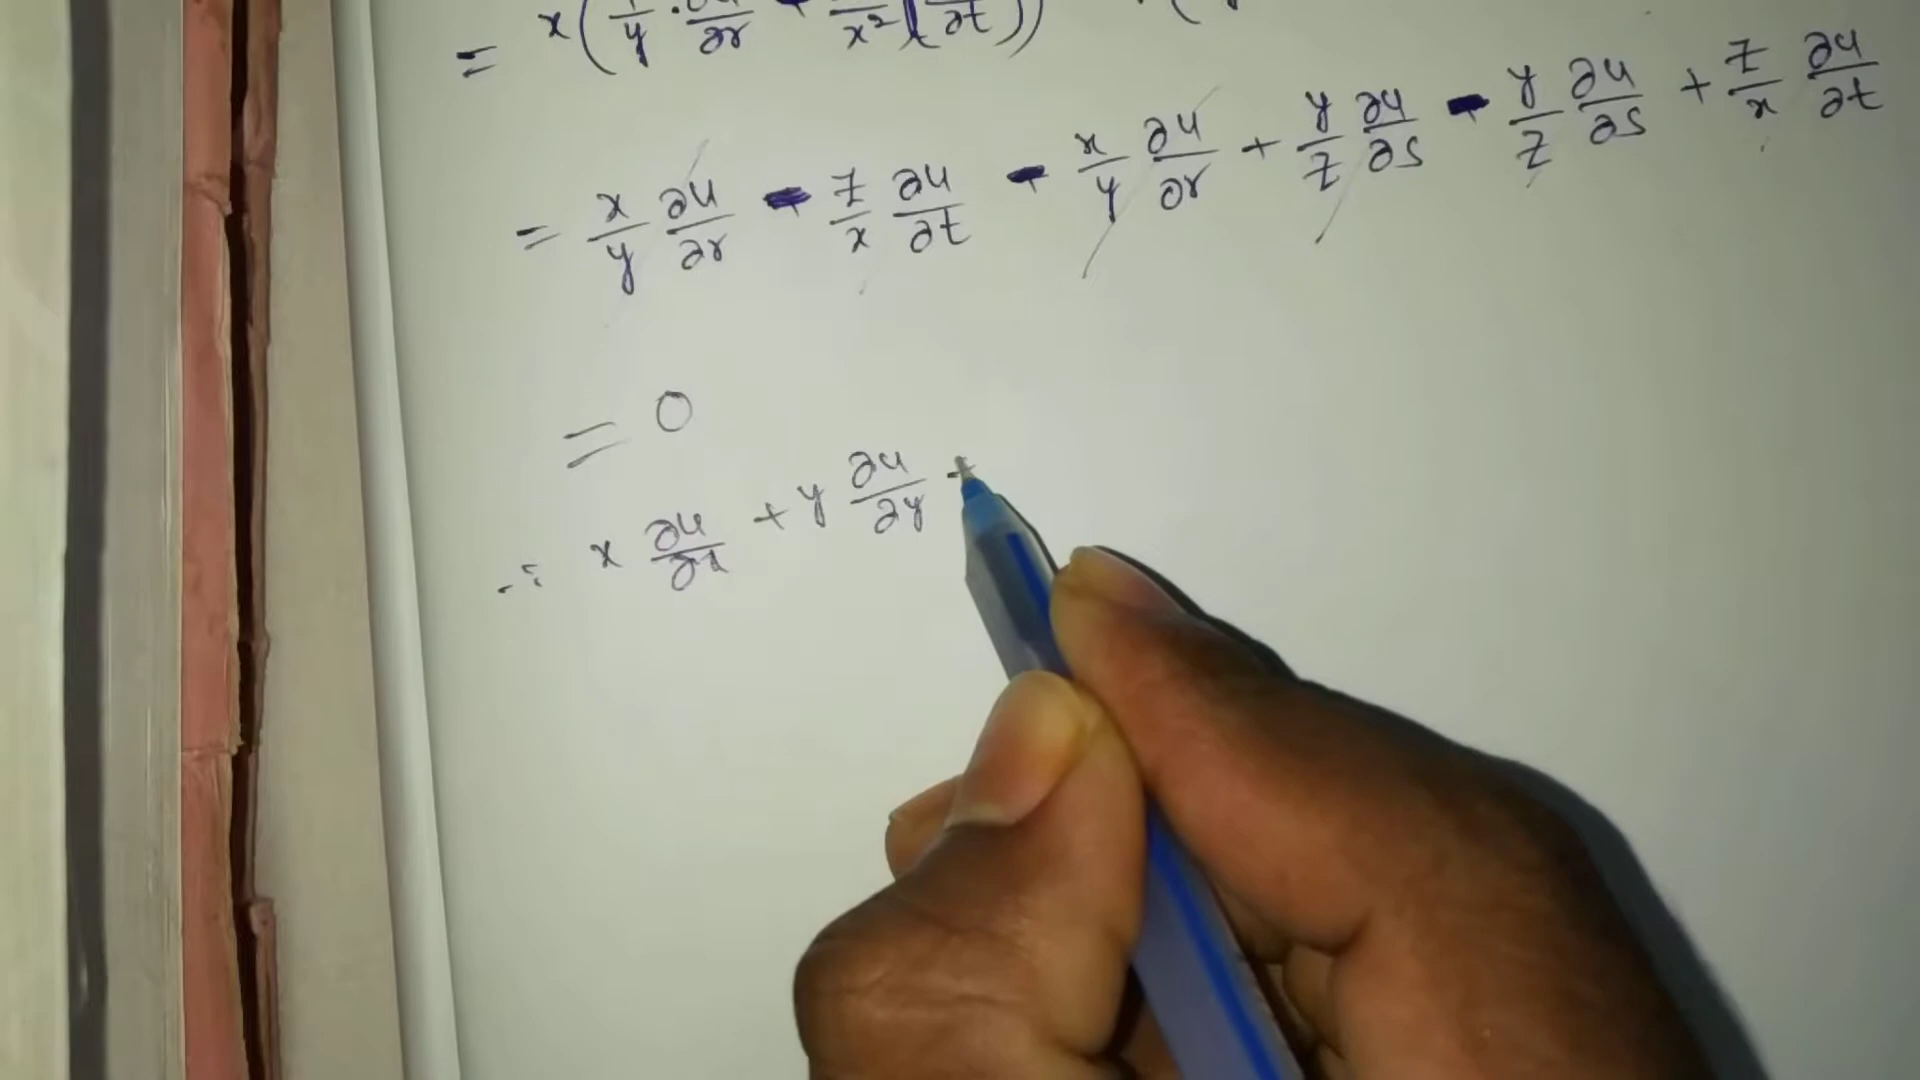 = x(1/y · ∂u/∂r - z/x² (∂u/∂t))
= x/y ∂u/∂r - z/x ∂u/∂t - x/y ∂u/∂r + y/z ∂u/∂s - y/z ∂u/∂s + z/x ∂u/∂t
= 0
∴ x ∂u/∂x + y ∂u/∂y +